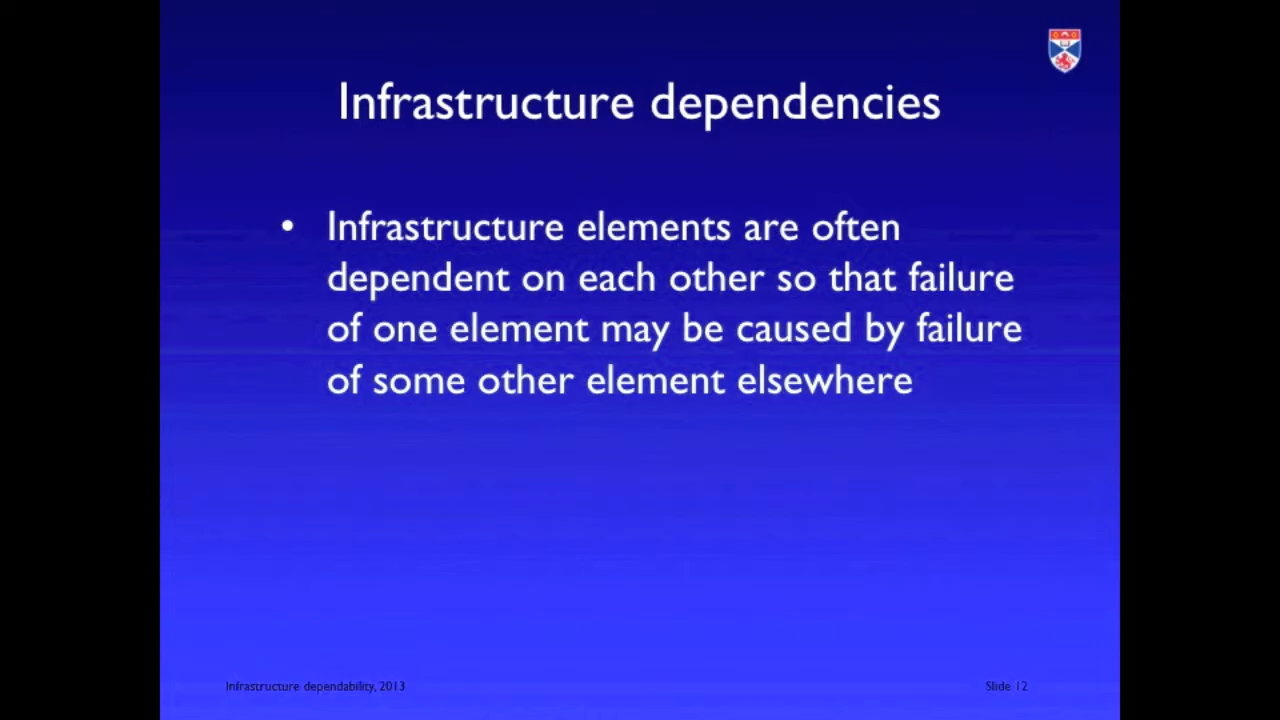 Infrastructure dependencies
• Infrastructure elements are often
dependent on each other so that failure
of one element may be caused by failure
of some other element elsewhere
Infrastructure dependability, 2013
Slide 12